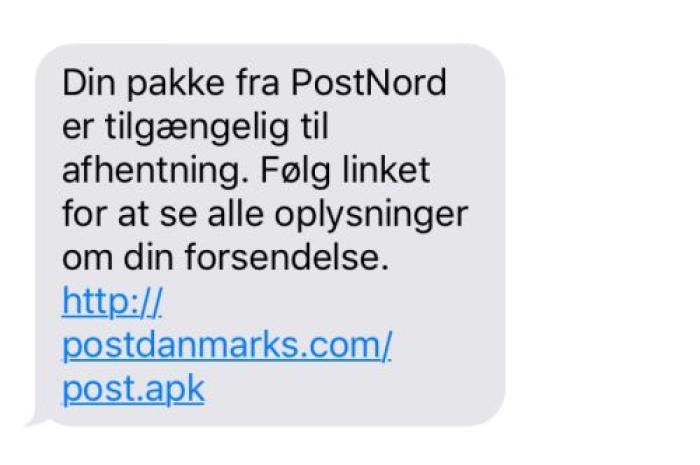 Din pakke fra PostNord
er tilgængelig til
afhentning. Følg linket
for at se alle oplysninger
om din forsendelse.
http://
postdanmarks.com/
post.apk